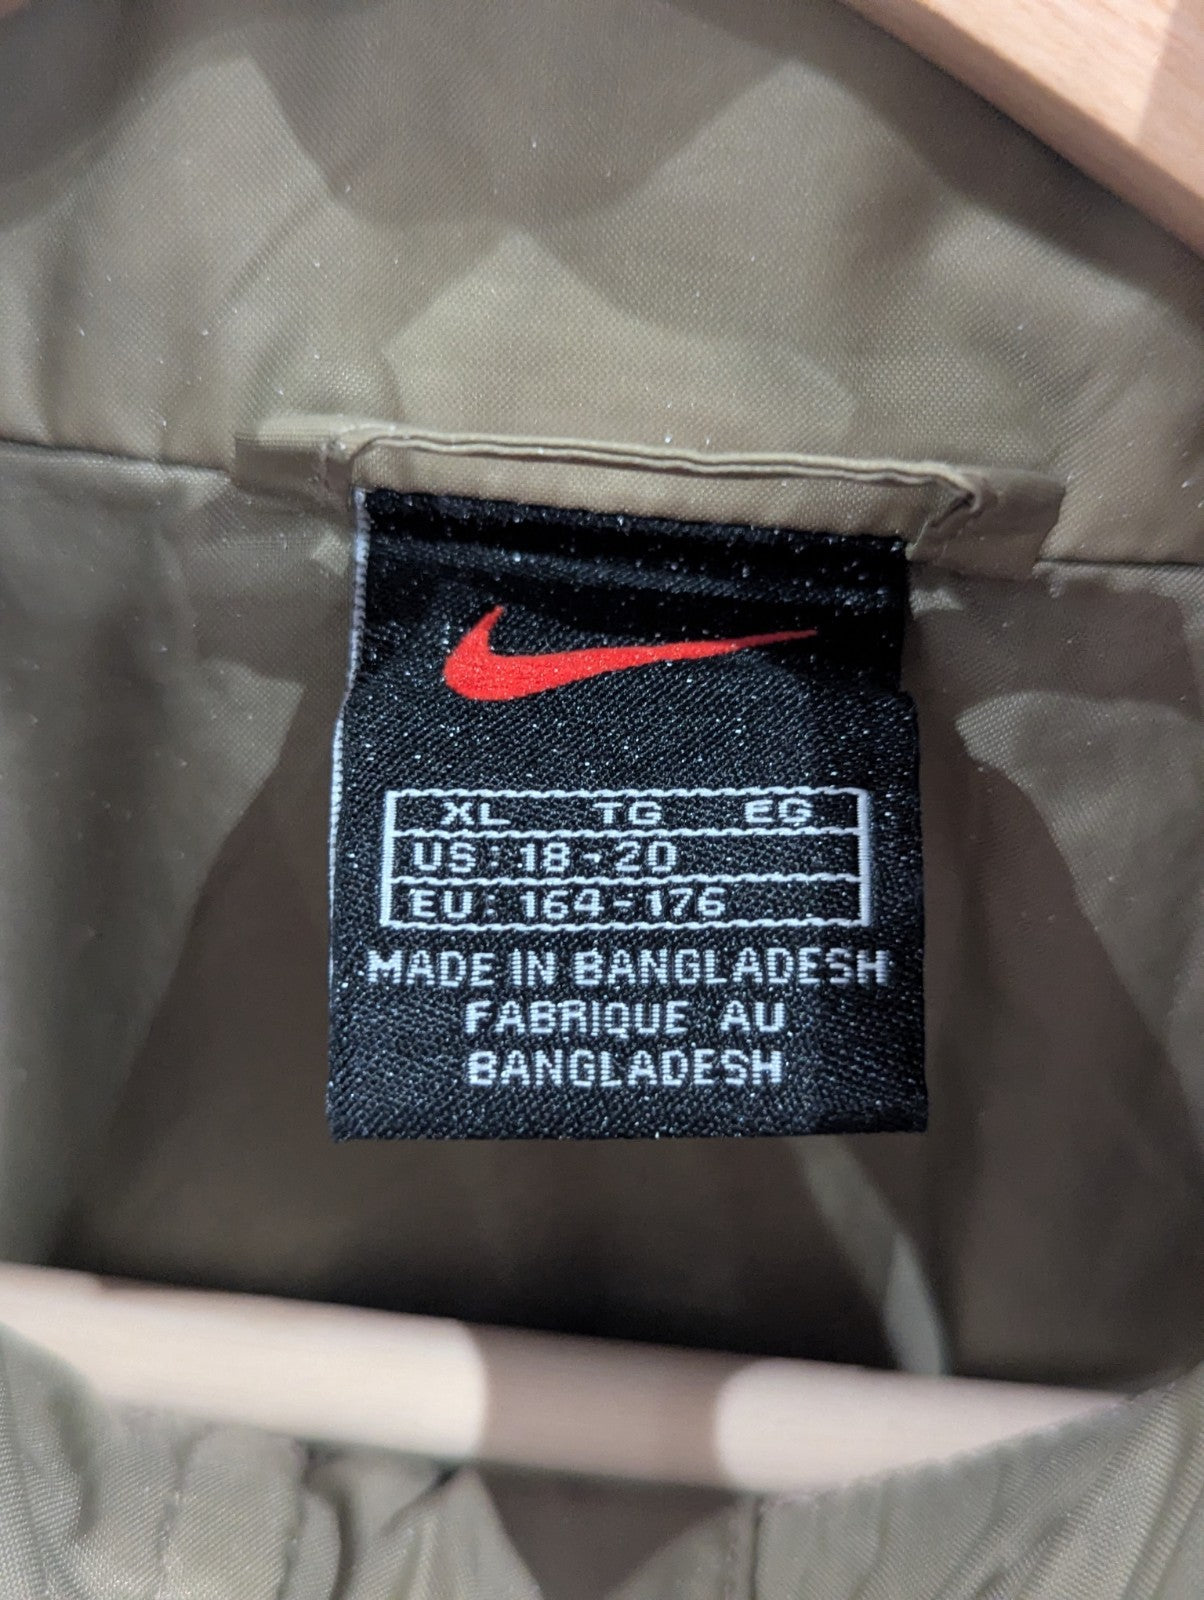 XL TG EG
US: 18-20
EU: 164-176
MADE IN BANGLADESH
FABRIQUE AU
BANGLADESH